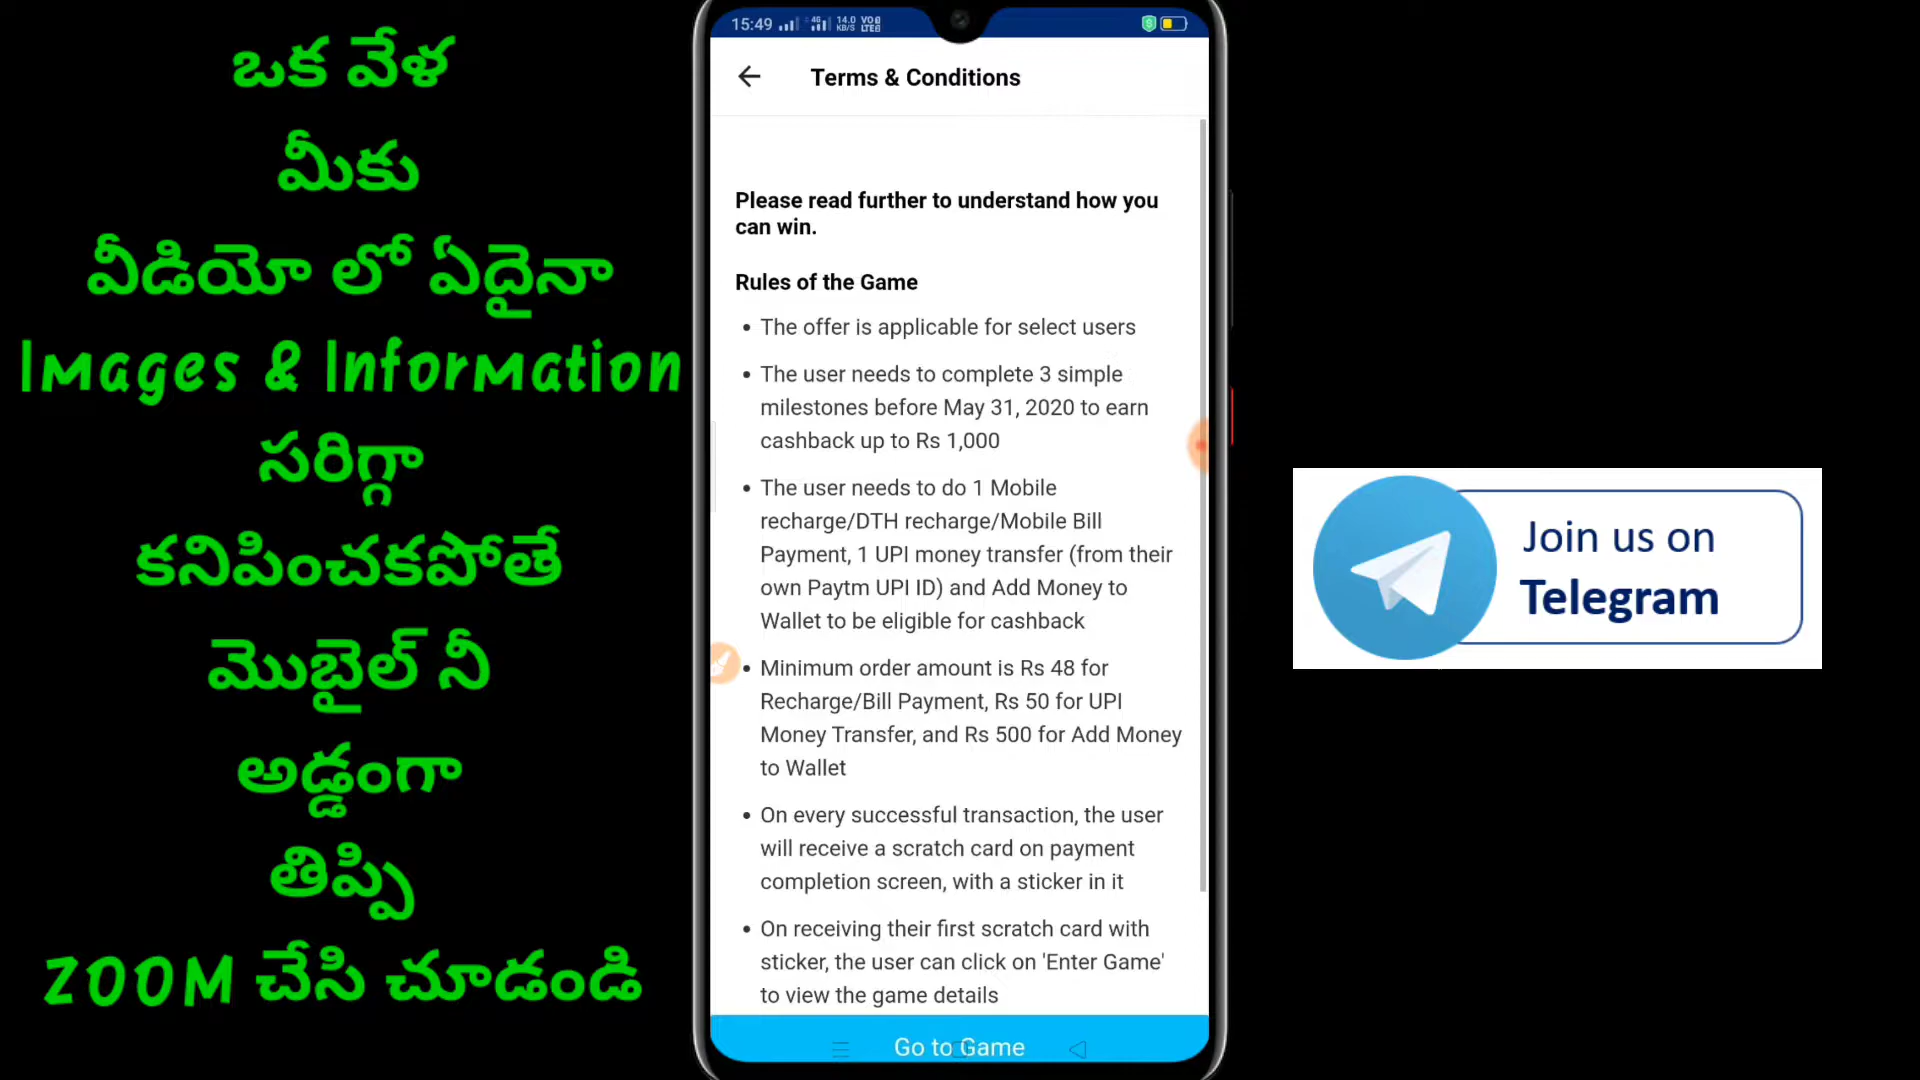 ఒక వేళ
మీకు
వీడియో లో ఏదైనా
Images & Information
సరిగ్గా
కనిపించకపోతే
మొబైల్ నీ
అడ్డంగా
తిప్పి
ZOOM చేసి చూడండి
15:49 4G 14.0 KB/S VO LTE
Terms & Conditions
Please read further to understand how you
can win.
Rules of the Game
• The offer is applicable for select users
• The user needs to complete 3 simple
milestones before May 31, 2020 to earn
cashback up to Rs 1,000
• The user needs to do 1 Mobile
recharge/DTH recharge/Mobile Bill
Payment, 1 UPI money transfer (from their
own Paytm UPI ID) and Add Money to
Wallet to be eligible for cashback
• Minimum order amount is Rs 48 for
Recharge/Bill Payment, Rs 50 for UPI
Money Transfer, and Rs 500 for Add Money
to Wallet
• On every successful transaction, the user
will receive a scratch card on payment
completion screen, with a sticker in it
• On receiving their first scratch card with
sticker, the user can click on 'Enter Game'
to view the game details
Go to Game
Join us on
Telegram